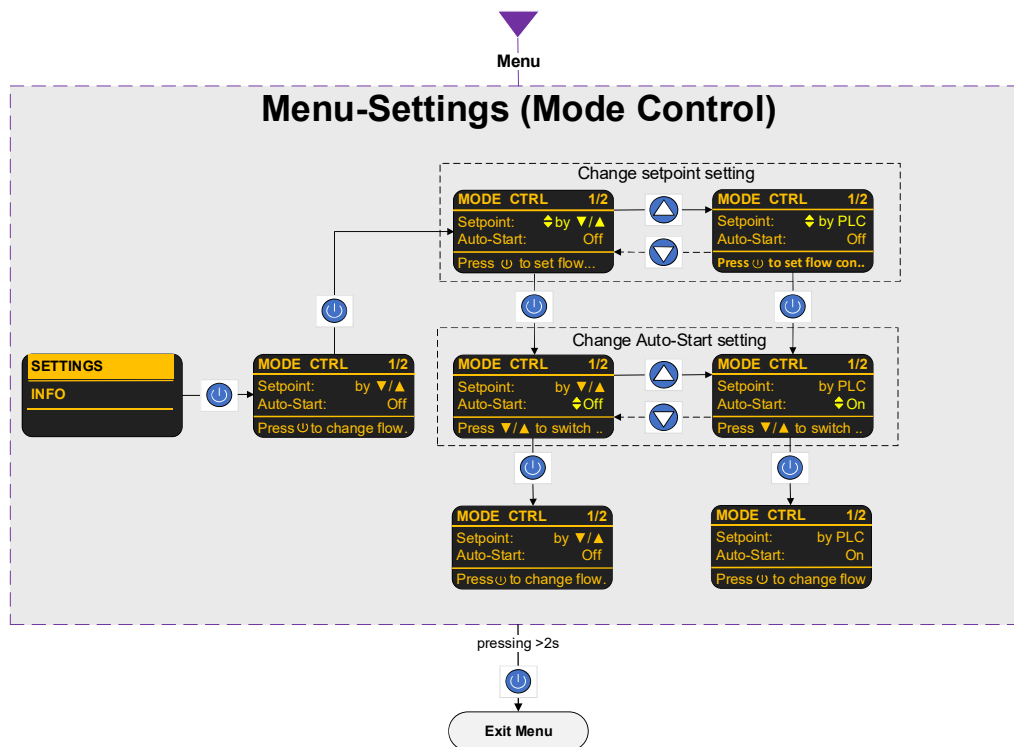 Menu
Menu-Settings (Mode Control)
Change setpoint setting
MODE CTRL 1/2
Setpoint: by ▼/▲
Auto-Start: Off
Press ⏻ to set flow...
MODE CTRL 1/2
Setpoint: by PLC
Auto-Start: Off
Press ⏻ to set flow con..
SETTINGS
INFO
MODE CTRL 1/2
Setpoint: by ▼/▲
Auto-Start: Off
Press ⏻ to change flow.
Change Auto-Start setting
MODE CTRL 1/2
Setpoint: by ▼/▲
Auto-Start: Off
Press ▼/▲ to switch ..
MODE CTRL 1/2
Setpoint: by PLC
Auto-Start: On
Press ▼/▲ to switch ..
MODE CTRL 1/2
Setpoint: by ▼/▲
Auto-Start: Off
Press ⏻ to change flow.
MODE CTRL 1/2
Setpoint: by PLC
Auto-Start: On
Press ⏻ to change flow
pressing >2s
Exit Menu